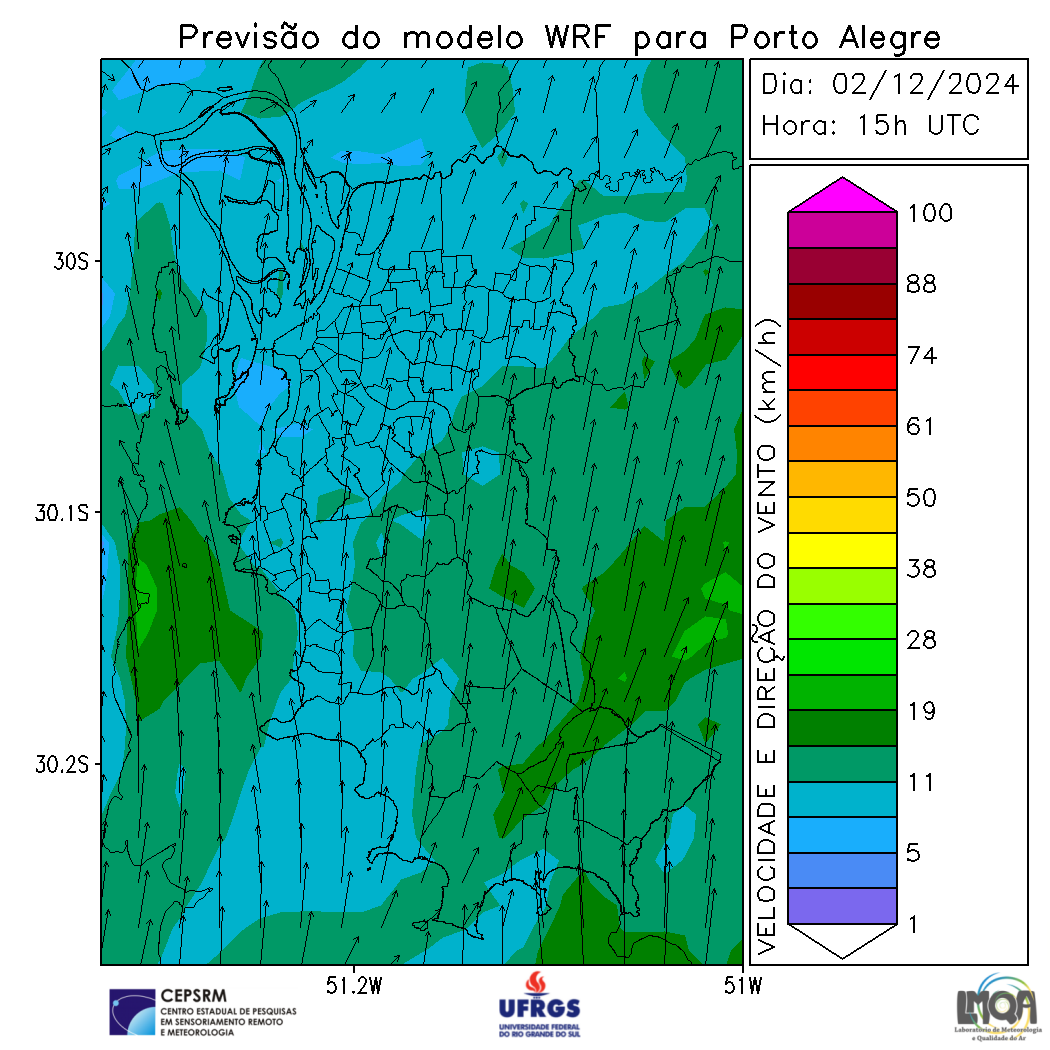 Previsão do modelo WRF para Porto Alegre
Dia: 02/12/2024
Hora: 15h UTC
30S
30.1S
30.2S
51.2W
51W
VELOCIDADE E DIREÇÃO DO VENTO (km/h)
100
88
74
61
50
38
28
19
11
5
1
CEPSRM
CENTRO ESTADUAL DE PESQUISAS
EM SENSORIAMENTO REMOTO
E METEOROLOGIA
UFRGS
UNIVERSIDADE FEDERAL
DO RIO GRANDE DO SUL
LMQA
Laboratório de Meteorologia
e Qualidade do Ar